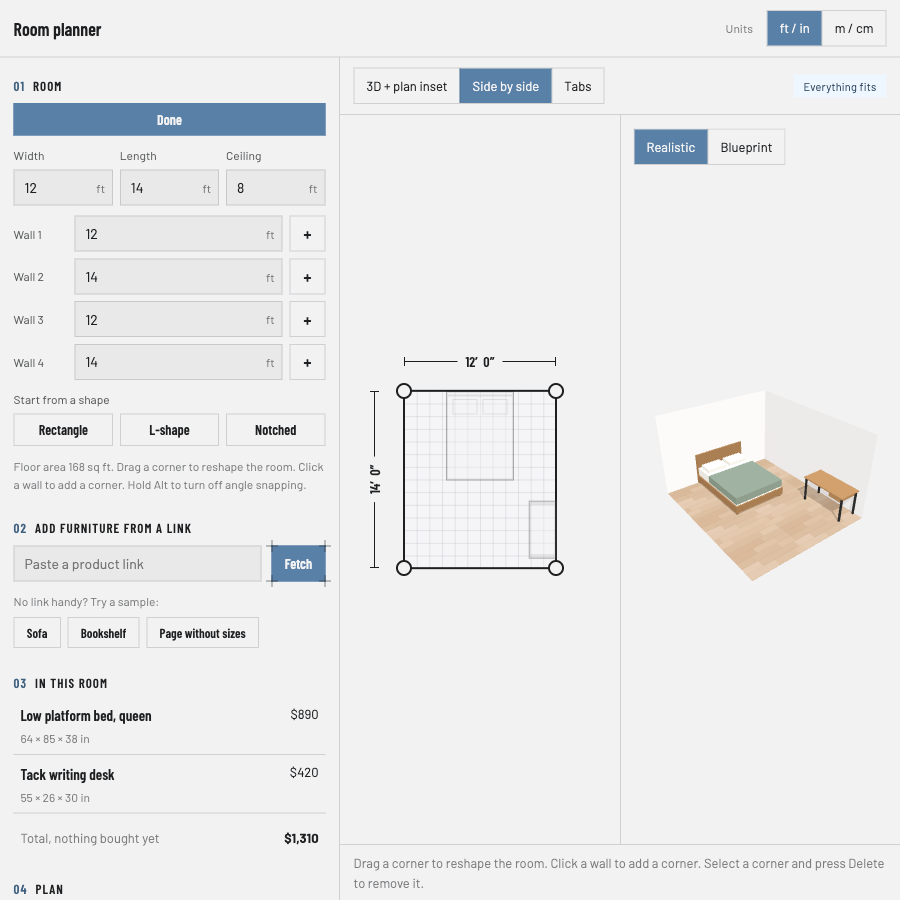 Room planner
Units
ft / in
m / cm
01 ROOM
Done
Width
Length
Ceiling
12 ft
14 ft
8 ft
Wall 1
12 ft
+
Wall 2
14 ft
+
Wall 3
12 ft
+
Wall 4
14 ft
+
Start from a shape
Rectangle
L-shape
Notched
Floor area 168 sq ft. Drag a corner to reshape the room. Click
a wall to add a corner. Hold Alt to turn off angle snapping.
02 ADD FURNITURE FROM A LINK
Paste a product link
Fetch
No link handy? Try a sample:
Sofa
Bookshelf
Page without sizes
03 IN THIS ROOM
Low platform bed, queen
$890
64 × 85 × 38 in
Tack writing desk
$420
55 × 26 × 30 in
Total, nothing bought yet
$1,310
04 PLAN
3D + plan inset
Side by side
Tabs
Everything fits
12′ 0″
14′ 0″
Realistic
Blueprint
Drag a corner to reshape the room. Click a wall to add a corner. Select a corner and press Delete
to remove it.